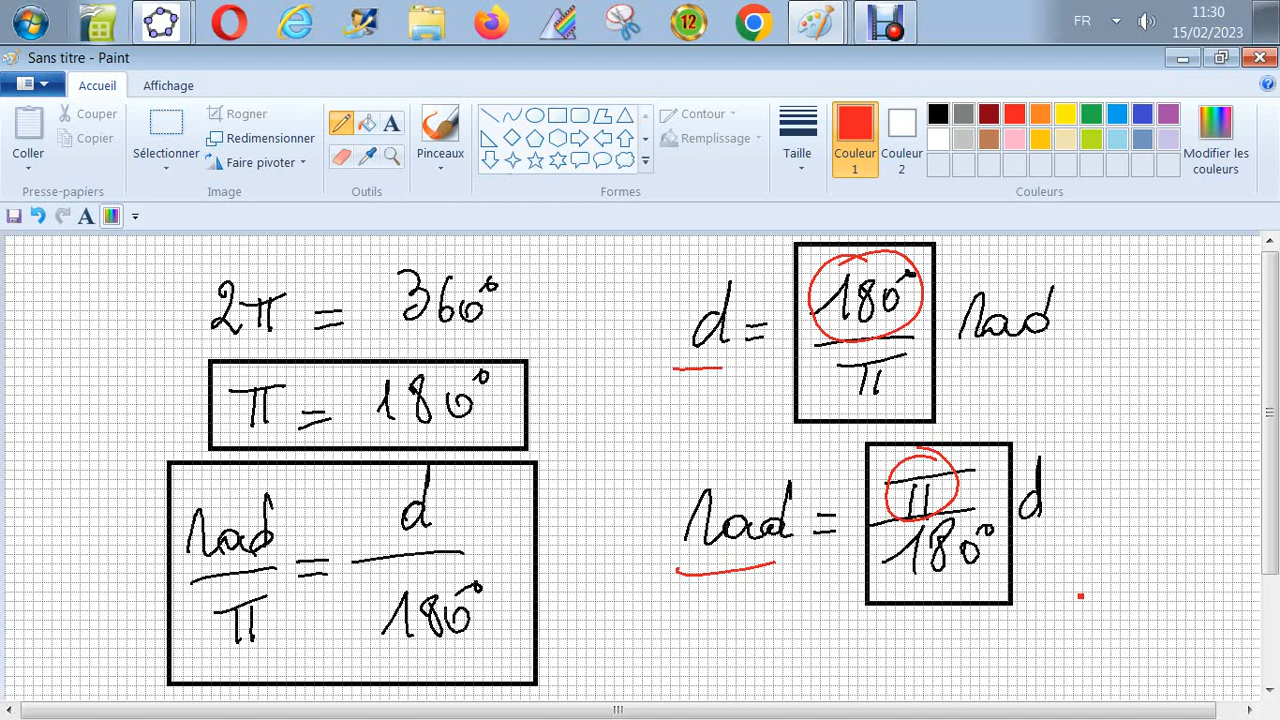 12
FR
11:30
15/02/2023
Sans titre - Paint
Accueil
Affichage
Coller
Couper
Copier
Presse-papiers
Sélectionner
Rogner
Redimensionner
Faire pivoter
Image
A
Outils
Pinceaux
Contour
Remplissage
Formes
Taille
Couleur 1
Couleur 2
Modifier les couleurs
Couleurs
A
2π = 360°
π = 180°
rad/π = d/180°
d = 180°/π rad
rad = π/180° d